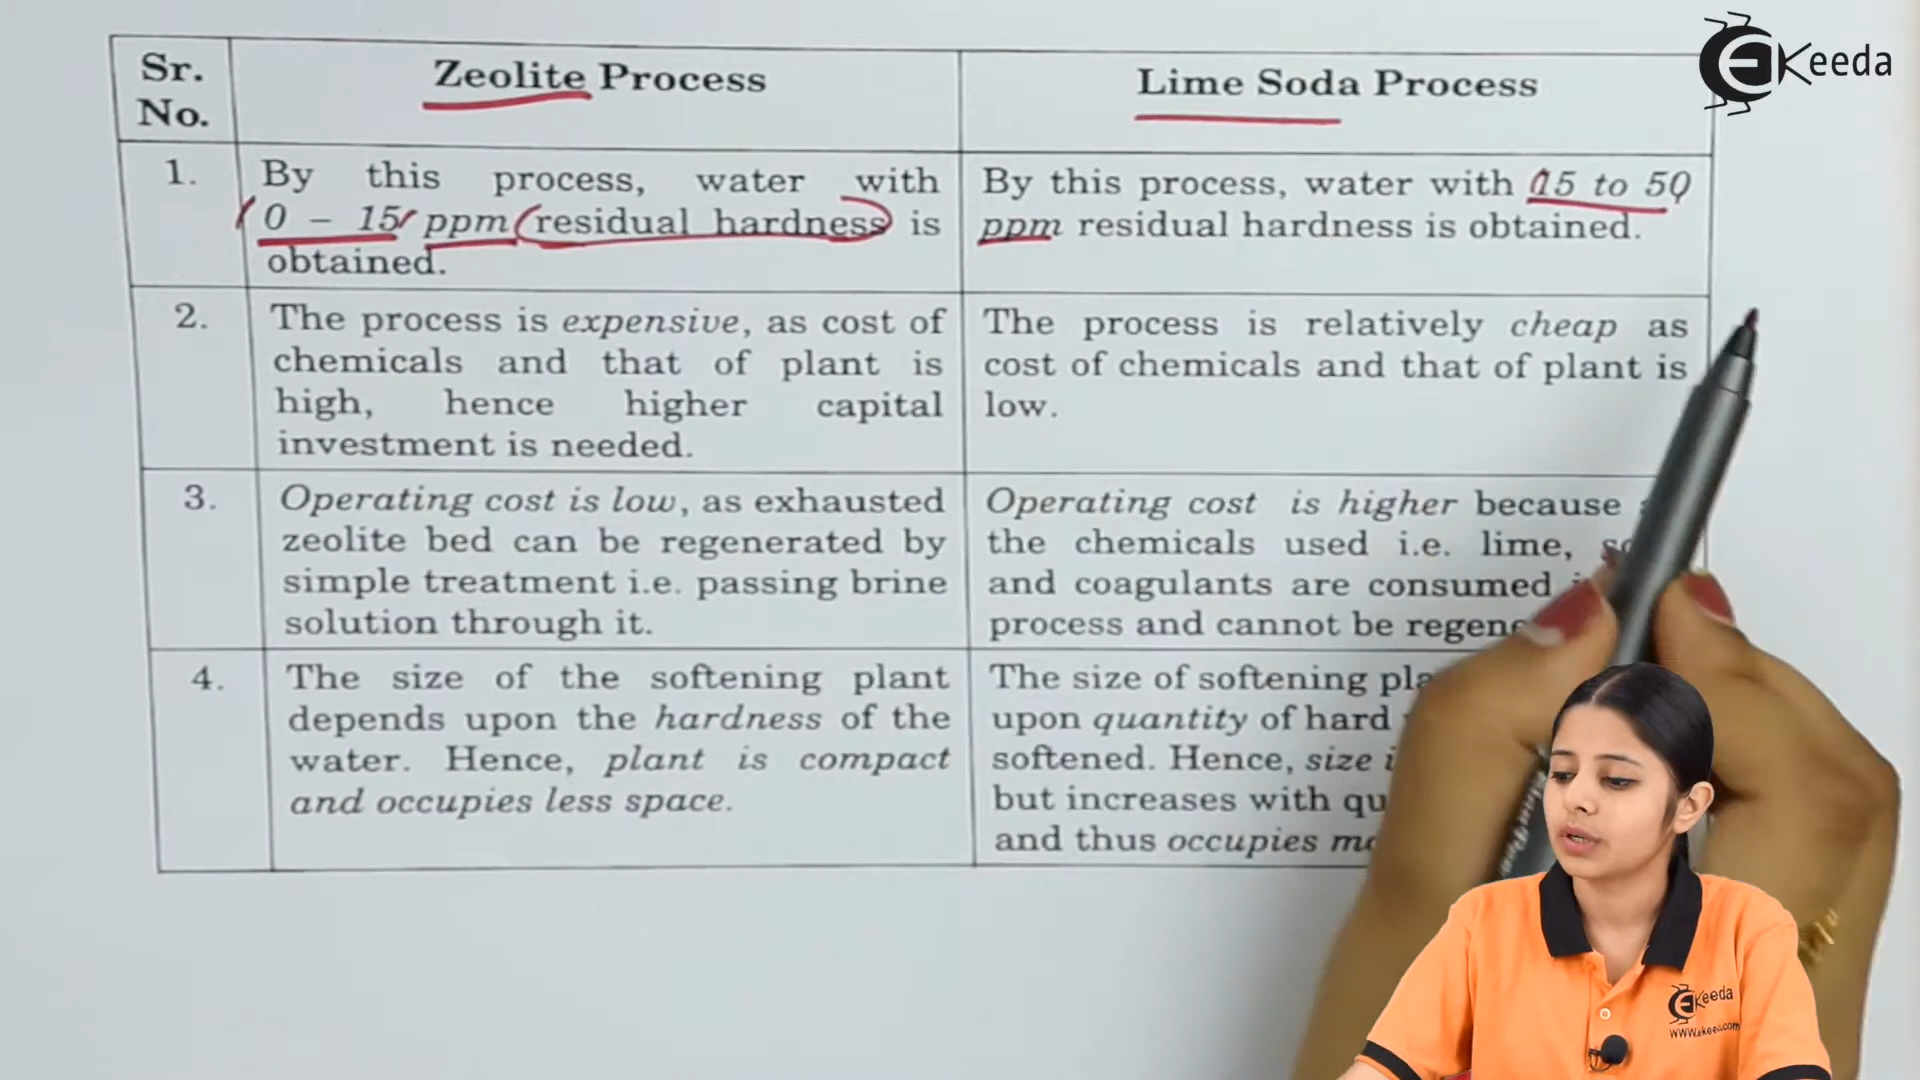 Sr.
No.
Zeolite Process
Lime Soda Process
1.
By this process, water with
0 – 15 ppm (residual hardness) is
obtained.
By this process, water with 15 to 50
ppm residual hardness is obtained.
2.
The process is expensive, as cost of
chemicals and that of plant is
high, hence higher capital
investment is needed.
The process is relatively cheap as
cost of chemicals and that of plant is
low.
3.
Operating cost is low, as exhausted
zeolite bed can be regenerated by
simple treatment i.e. passing brine
solution through it.
Operating cost is higher because
the chemicals used i.e. lime,
and coagulants are consumed
process and cannot be
4.
The size of the softening plant
depends upon the hardness of the
water. Hence, plant is compact
and occupies less space.
The size of softening
upon quantity of hard
softened. Hence, size
but increases with
and thus occupies
Ekeeda
Ekeeda
www.ekeeda.com